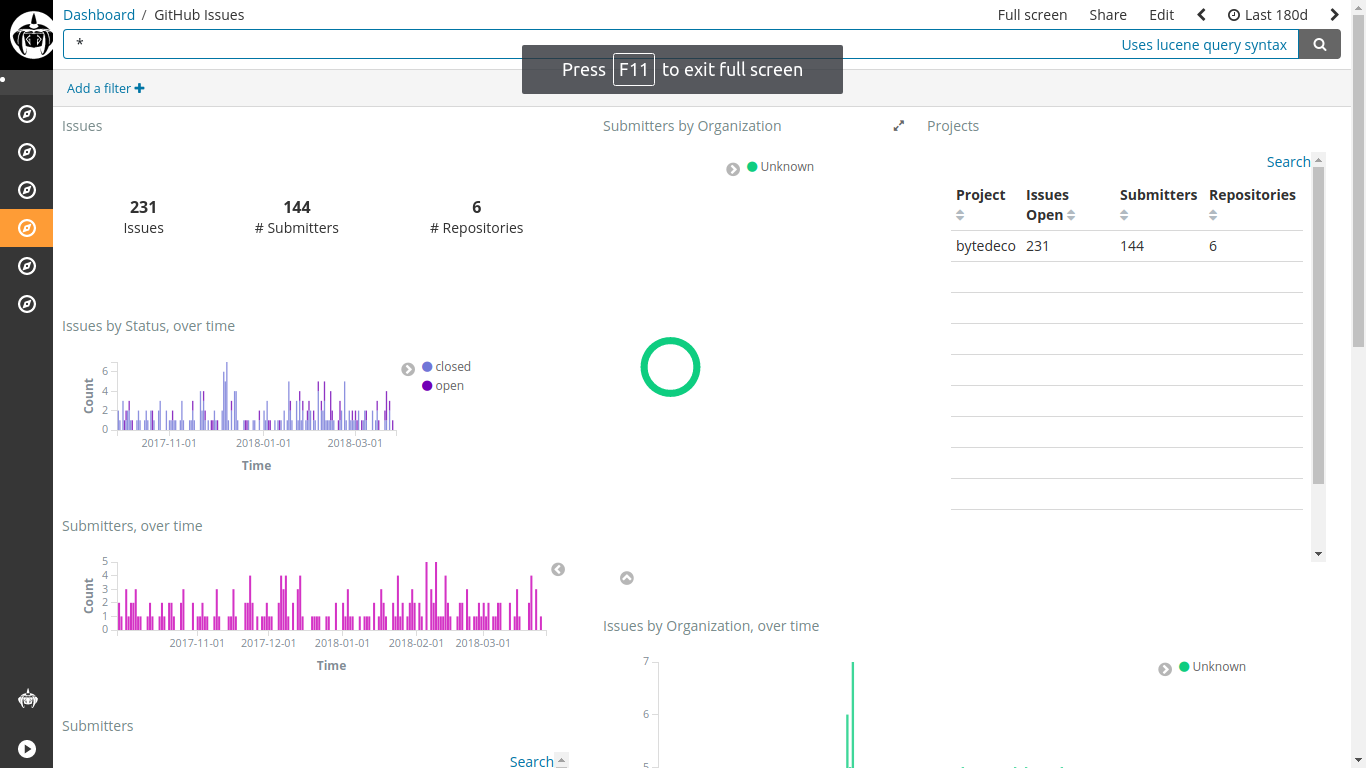 Dashboard / GitHub Issues
Full screen Share Edit Last 180d
*
Uses lucene query syntax
Press F11 to exit full screen
Add a filter
Issues
231
Issues
144
# Submitters
6
# Repositories
Issues by Status, over time
6
4
2
0
Count
2017-11-01 2018-01-01 2018-03-01
Time
closed
open
Submitters, over time
5
4
3
2
1
0
Count
2017-11-01 2017-12-01 2018-01-01 2018-02-01 2018-03-01
Time
Submitters
Search
Submitters by Organization
Unknown
Projects
Search
Project Issues Open Submitters Repositories
bytedeco 231 144 6
Issues by Organization, over time
7
6
5
Unknown